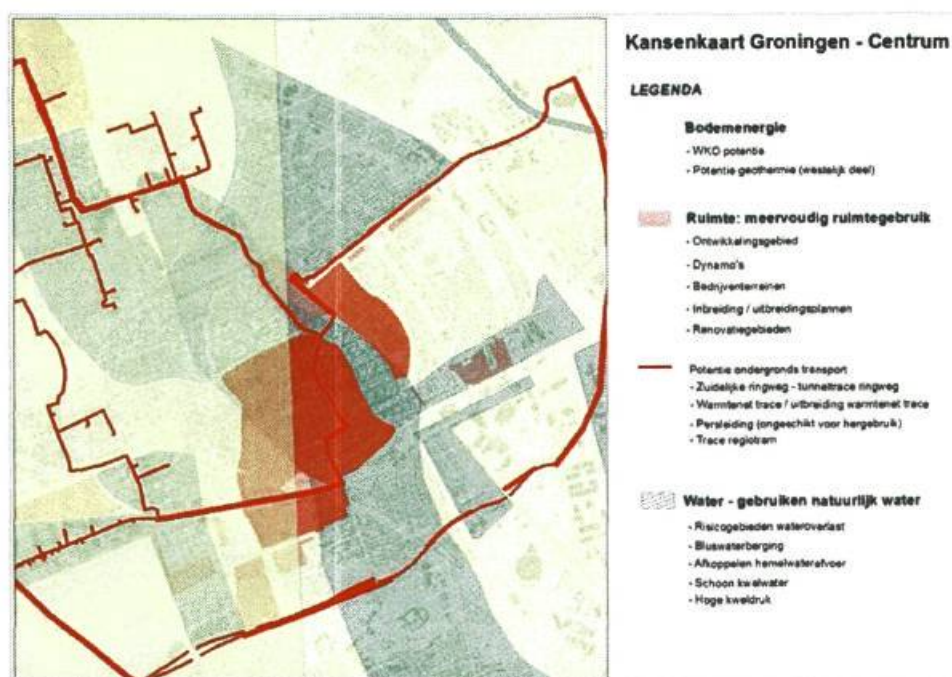 Kansenkaart Groningen - Centrum
LEGENDA
Bodemenergie
- WKO potentie
- Potentie geothermie (westelijk deel)
Ruimte: meervoudig ruimtegebruik
- Ontwikkelingsgebied
- Dynamo's
- Bedrijventerreinen
- Inbreiding / uitbreidingsplannen
- Renovatiegebieden
Potentie ondergronds transport
- Zuidelijke ringweg - tunneltrace ringweg
- Warmtenet trace / uitbreiding warmtenet trace
- Persleiding (ongeschikt voor hergebruik)
- Trace regiotram
Water - gebruiken natuurlijk water
- Risicogebieden wateroverlast
- Bluswaterberging
- Afkoppelen hemelwaterafvoer
- Schoon kwelwater
- Hoge kweldruk